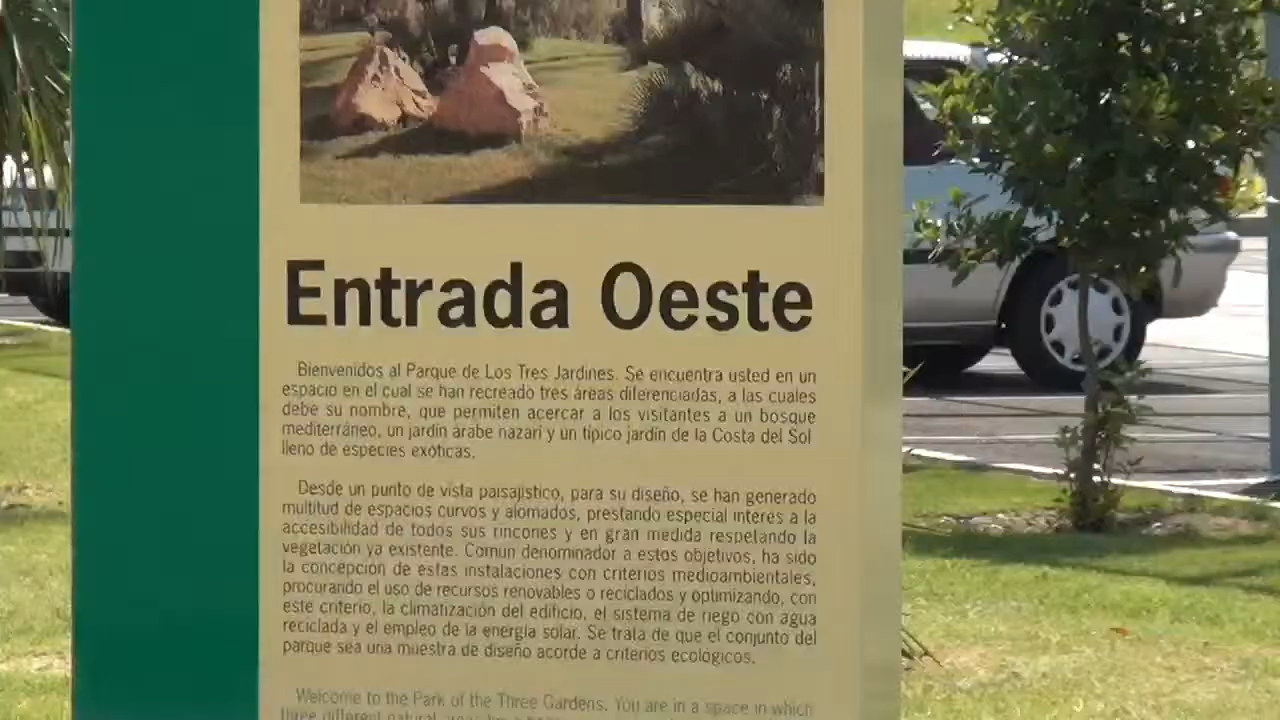 Entrada Oeste
Bienvenidos al Parque de Los Tres Jardines. Se encuentra usted en un
espacio en el cual se han recreado tres áreas diferenciadas, a las cuales
debe su nombre, que permiten acercar a los visitantes a un bosque
mediterráneo, un jardín árabe nazarí y un típico jardín de la Costa del Sol
lleno de especies exóticas.
Desde un punto de vista paisajístico, para su diseño, se han generado
multitud de espacios curvos y alomados, prestando especial interés a la
accesibilidad de todos sus rincones y en gran medida respetando la
vegetación ya existente. Común denominador a estos objetivos, ha sido
la concepción de estas instalaciones con criterios medioambientales,
procurando el uso de recursos renovables o reciclados y optimizando, con
este criterio, la climatización del edificio, el sistema de riego con agua
reciclada y el empleo de la energía solar. Se trata de que el conjunto del
parque sea una muestra de diseño acorde a criterios ecológicos.
Welcome to the Park of the Three Gardens. You are in a space in which
three different natural areas